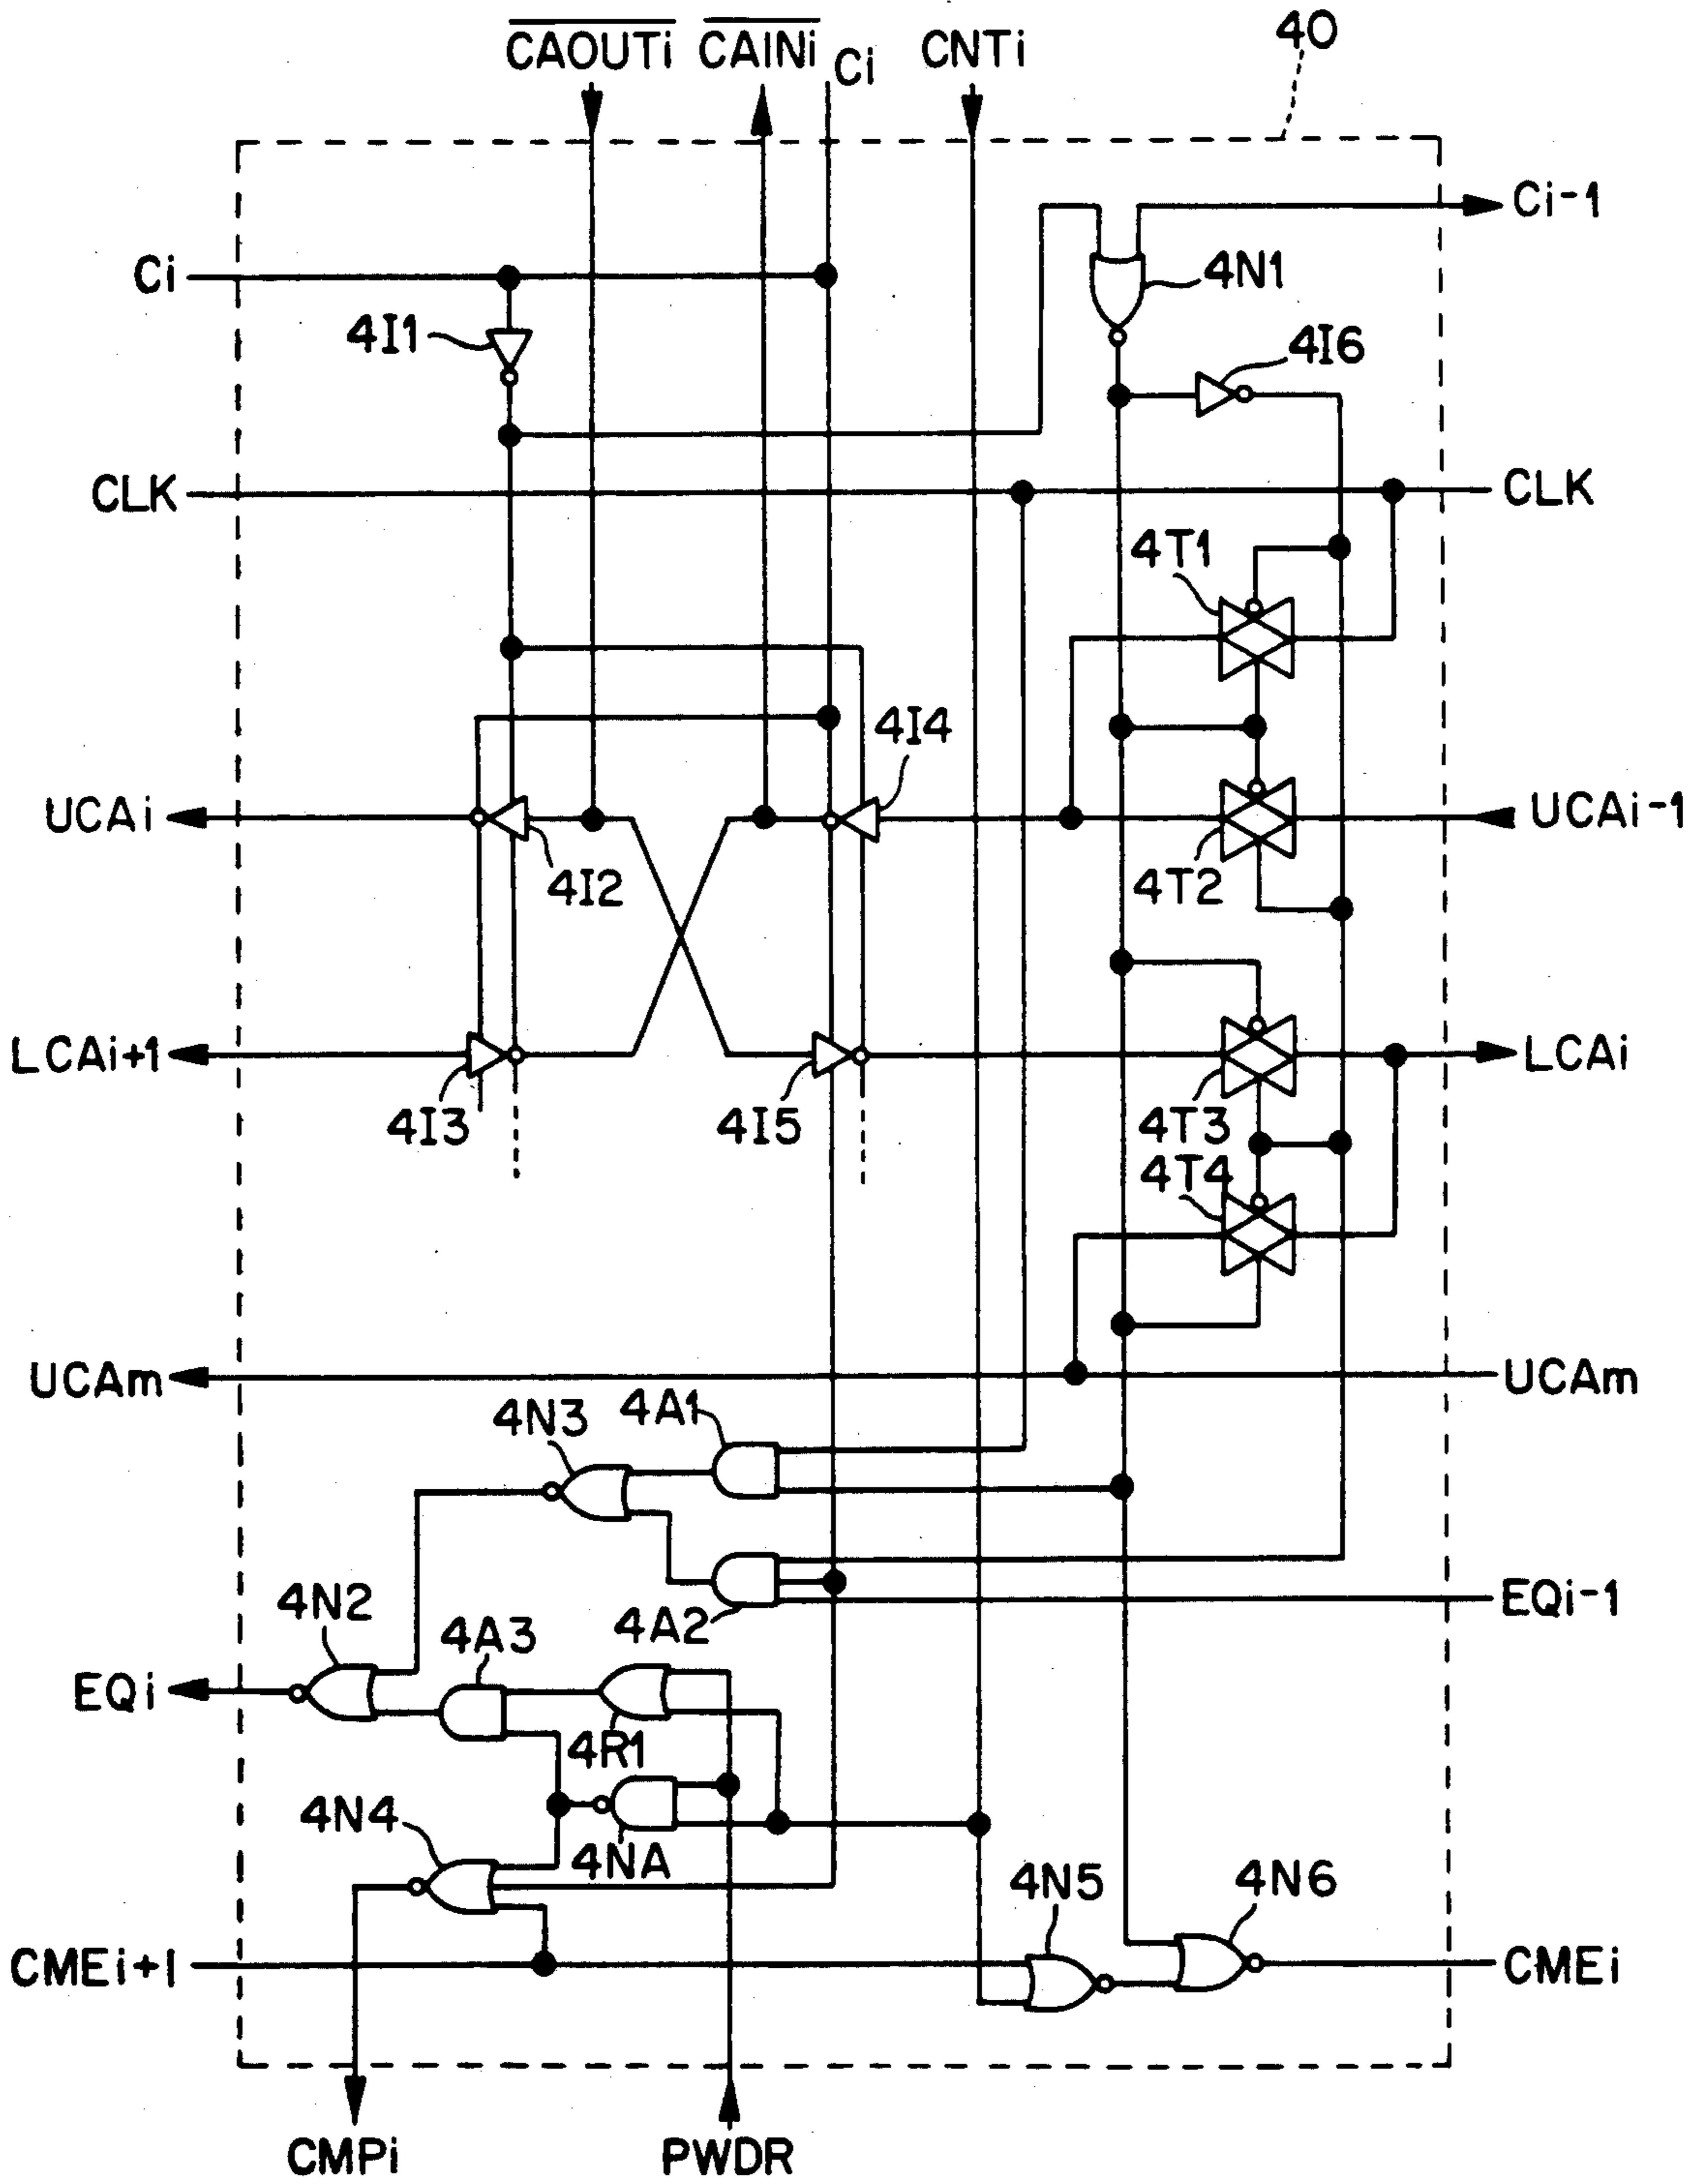 40
C̅A̅O̅U̅T̅i̅ C̅A̅I̅N̅i̅ Ci CNTi
Ci-1
Ci
4N1
4I1
4I6
CLK
CLK
4T1
4I4
UCAi
UCAi-1
4I2
4T2
LCAi+1
LCAi
4I3
4I5
4T3
4T4
UCAm
UCAm
4N3
4A1
4N2
4A3
4A2
EQi-1
EQi
4R1
4N4
4NA
4N5
4N6
CMEi+1
CMEi
CMPi
PWDR